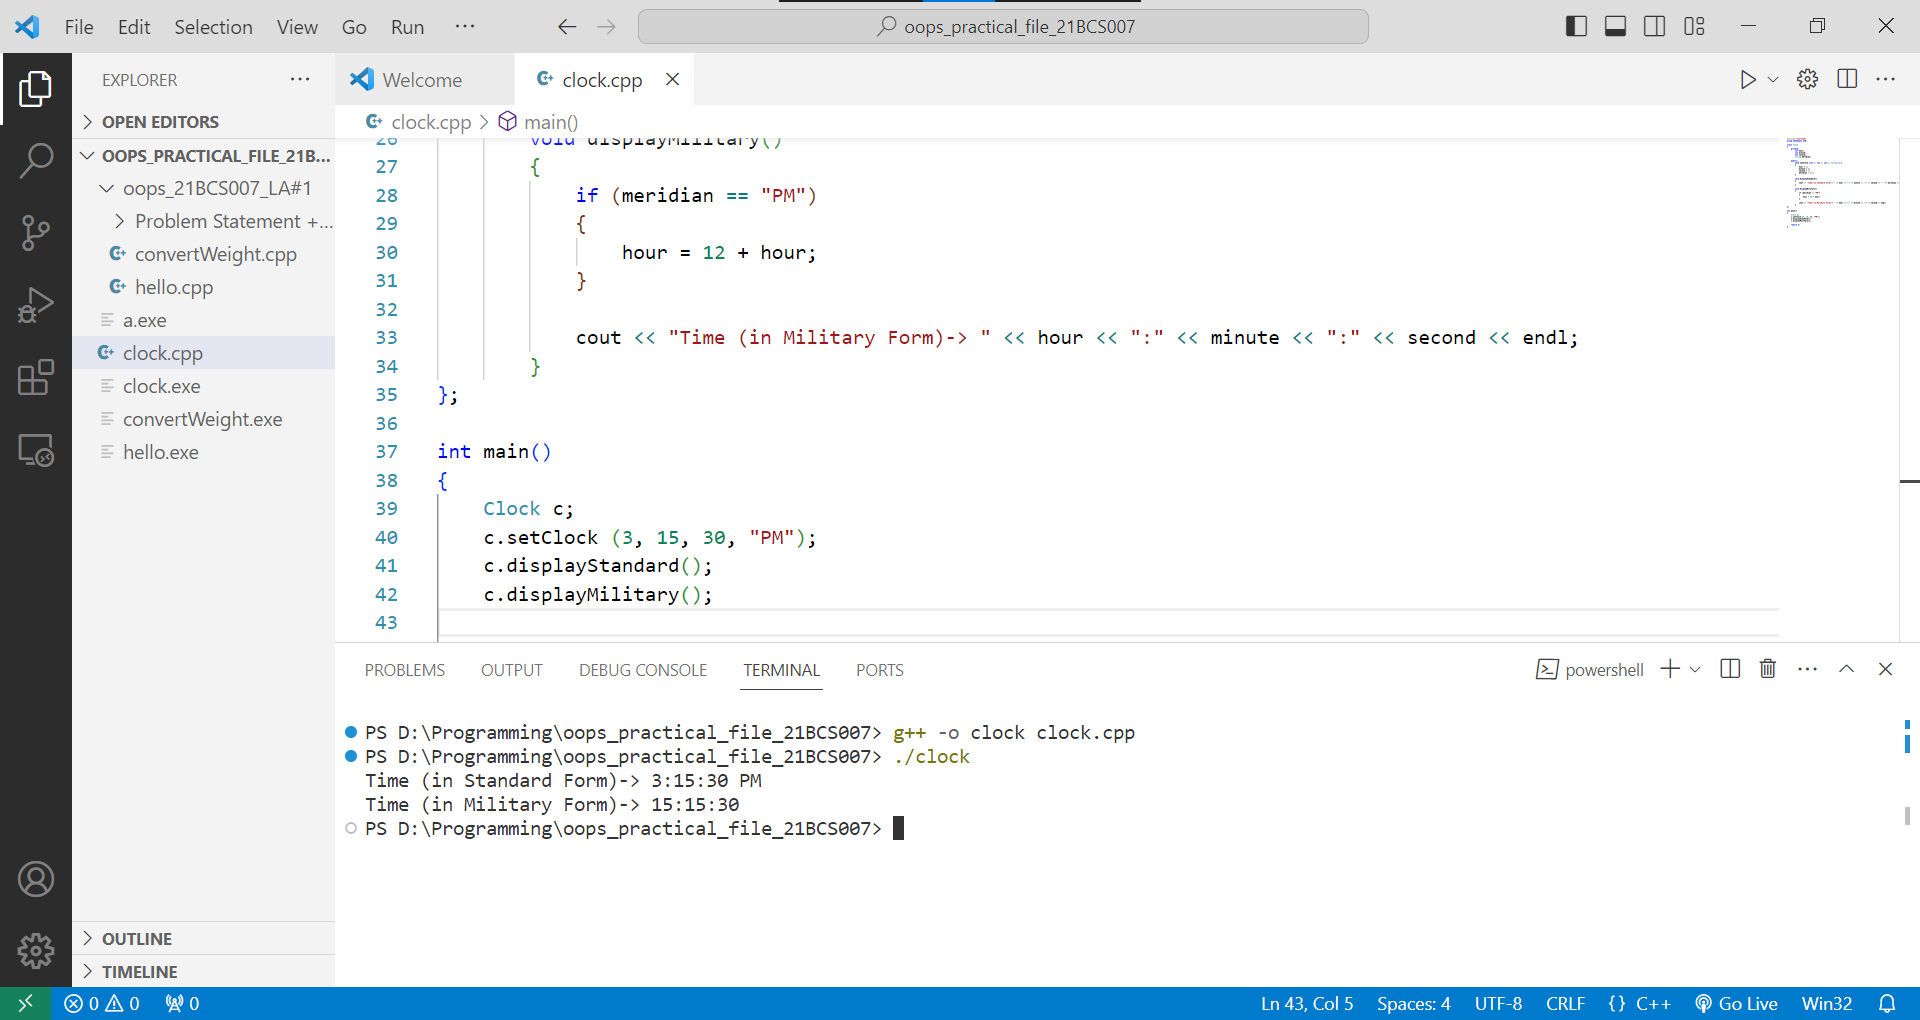 File Edit Selection View Go Run ··· oops_practical_file_21BCS007
EXPLORER ···
OPEN EDITORS
OOPS_PRACTICAL_FILE_21B...
oops_21BCS007_LA#1
Problem Statement +...
convertWeight.cpp
hello.cpp
a.exe
clock.cpp
clock.exe
convertWeight.exe
hello.exe
OUTLINE
TIMELINE
Welcome clock.cpp
clock.cpp > main()
26 void displayMilitary()
27 {
28 if (meridian == "PM")
29 {
30 hour = 12 + hour;
31 }
32
33 cout << "Time (in Military Form)-> " << hour << ":" << minute << ":" << second << endl;
34 }
35 };
36
37 int main()
38 {
39 Clock c;
40 c.setClock (3, 15, 30, "PM");
41 c.displayStandard();
42 c.displayMilitary();
43
PROBLEMS OUTPUT DEBUG CONSOLE TERMINAL PORTS powershell
PS D:\Programming\oops_practical_file_21BCS007> g++ -o clock clock.cpp
PS D:\Programming\oops_practical_file_21BCS007> ./clock
Time (in Standard Form)-> 3:15:30 PM
Time (in Military Form)-> 15:15:30
PS D:\Programming\oops_practical_file_21BCS007>
0 0 0 Ln 43, Col 5 Spaces: 4 UTF-8 CRLF {} C++ Go Live Win32